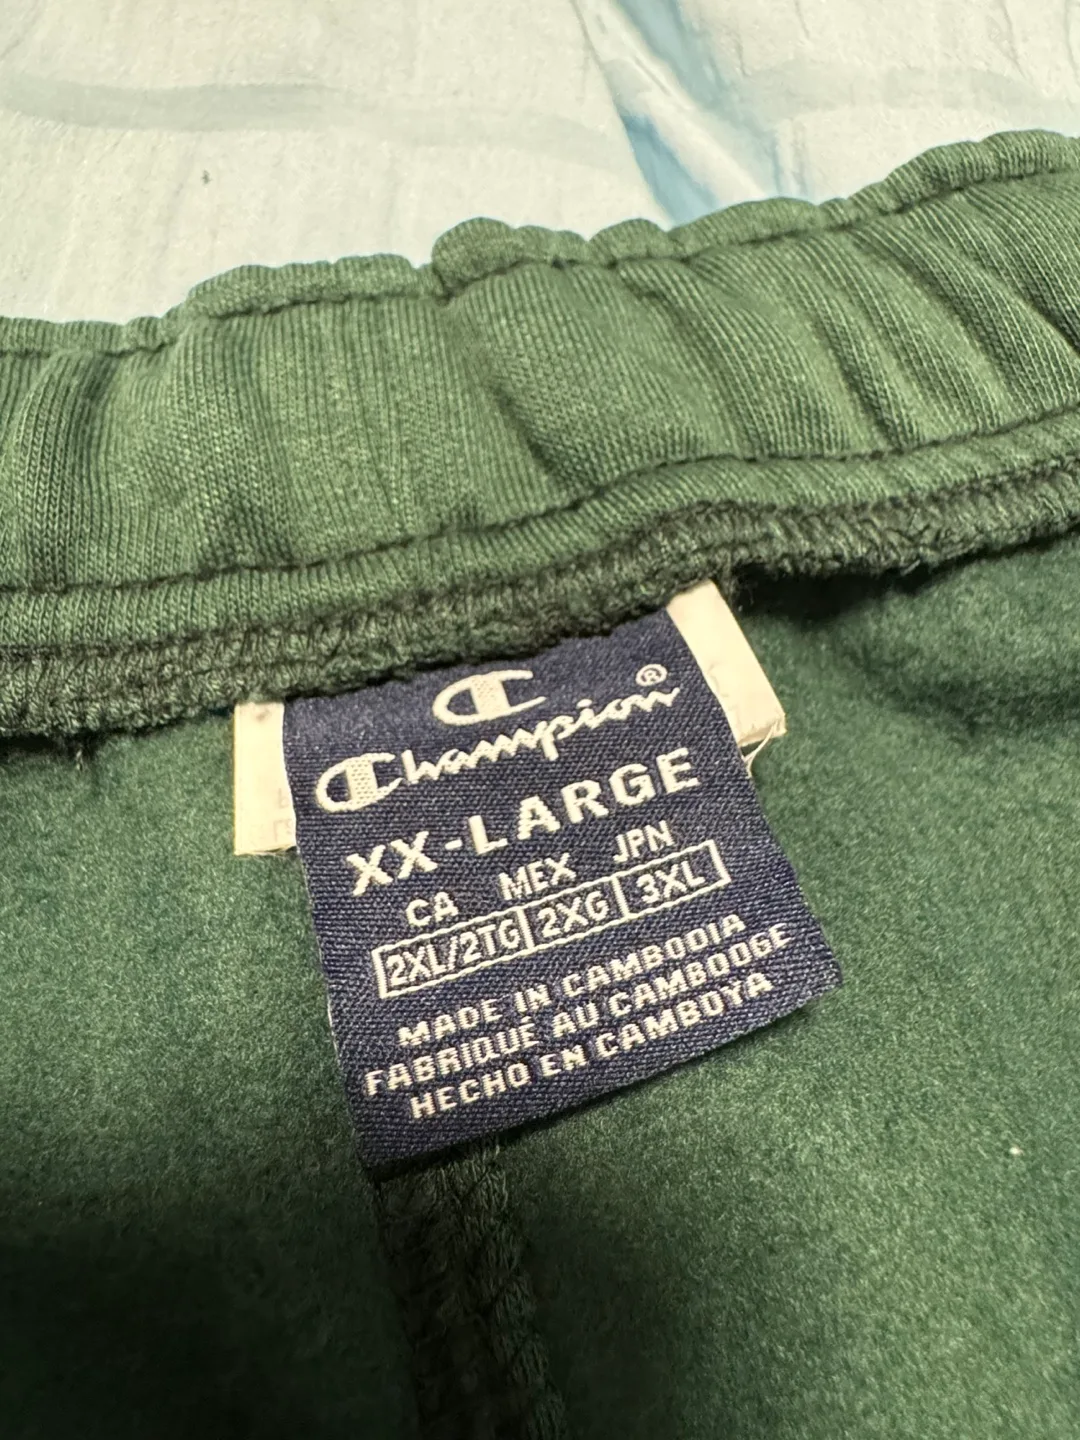 Champion®
XX-LARGE
CA MEX JPN
2XL/2TG 2XG 3XL
MADE IN CAMBODIA
FABRIQUÉ AU CAMBODGE
HECHO EN CAMBOYA